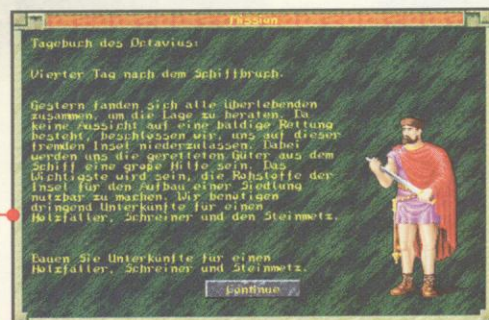 Mission
Tagebuch des Octavius:
Vierter Tag nach dem Schiffbruch.
Gestern fanden sich alle Überlebenden
zusammen, um die Lage zu beraten. Da
keine Aussicht auf eine baldige Rettung
besteht, beschlossen wir, uns auf dieser
fremden Insel niederzulassen. Dabei
werden uns die geretteten Güter aus dem
Schiff eine große Hilfe sein. Das
Wichtigste wird sein, die Rohstoffe der
Insel für den Aufbau einer Siedlung
nutzbar zu machen. Wir benötigen
dringend Unterkünfte für einen
Holzfäller, Schreiner und den Steinmetz.
Bauen Sie Unterkünfte für einen
Holzfäller, Schreiner und Steinmetz.
Continue